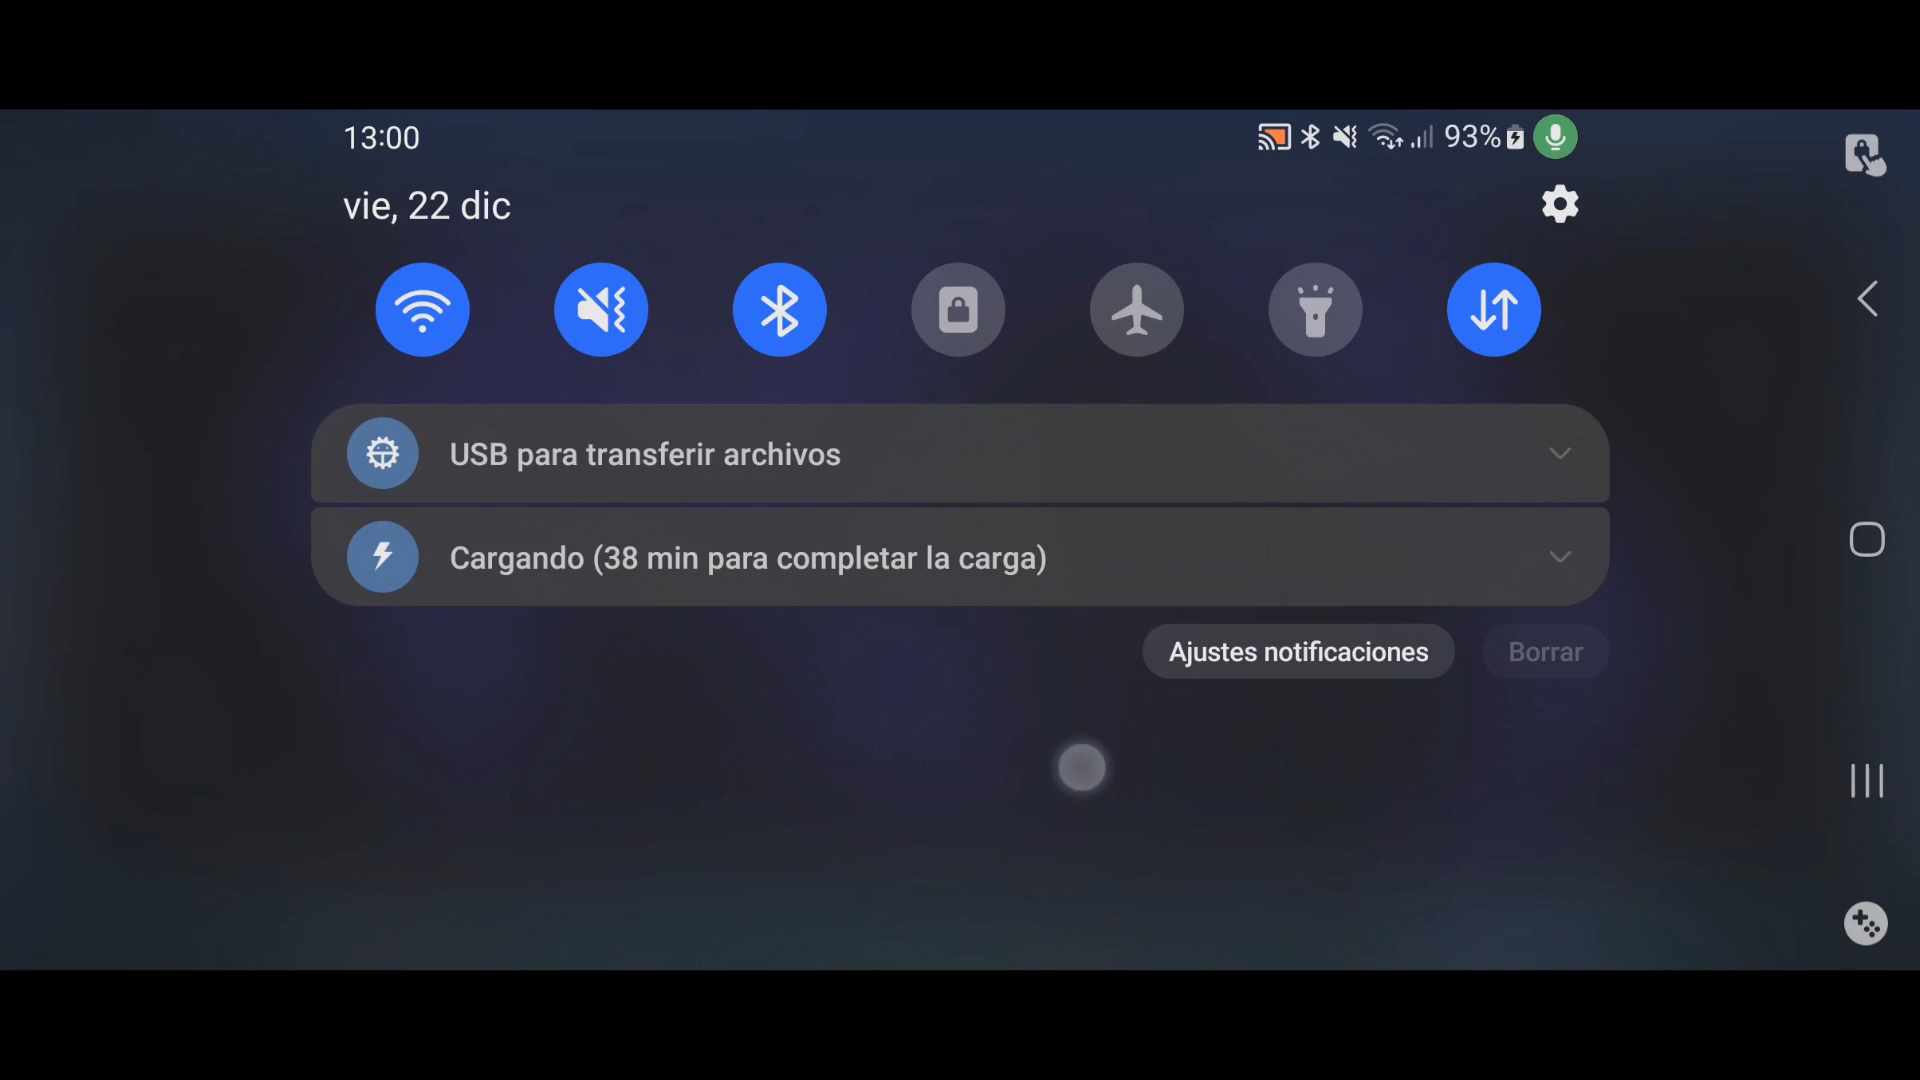 13:00
93%
vie, 22 dic
USB para transferir archivos
Cargando (38 min para completar la carga)
Ajustes notificaciones
Borrar